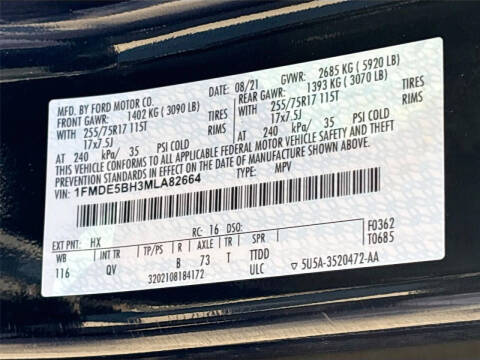 MFD. BY FORD MOTOR CO.
DATE: 08/21 GVWR: 2685 KG ( 5920 LB)
FRONT GAWR: 1402 KG ( 3090 LB) REAR GAWR: 1393 KG ( 3070 LB)
WITH 255/75R17 115T TIRES WITH 255/75R17 115T TIRES
17x7.5J 17x7.5J
AT 240 kPa/ 35 PSI COLD AT 240 kPa/ 35 PSI COLD
THIS VEHICLE CONFORMS TO ALL APPLICABLE FEDERAL MOTOR VEHICLE SAFETY AND THEFT
PREVENTION STANDARDS IN EFFECT ON THE DATE OF MANUFACTURE SHOWN ABOVE.
VIN: 1FMDE5BH3MLA82664 TYPE: MPV
EXT PNT: HX RC: 16 DSO: F0362
WB INT TR TP/PS R AXLE TR SPR T0685
116 QV B 73 T TTDD
3202108184172 ULC ▽ 5U5A-3520472-AA